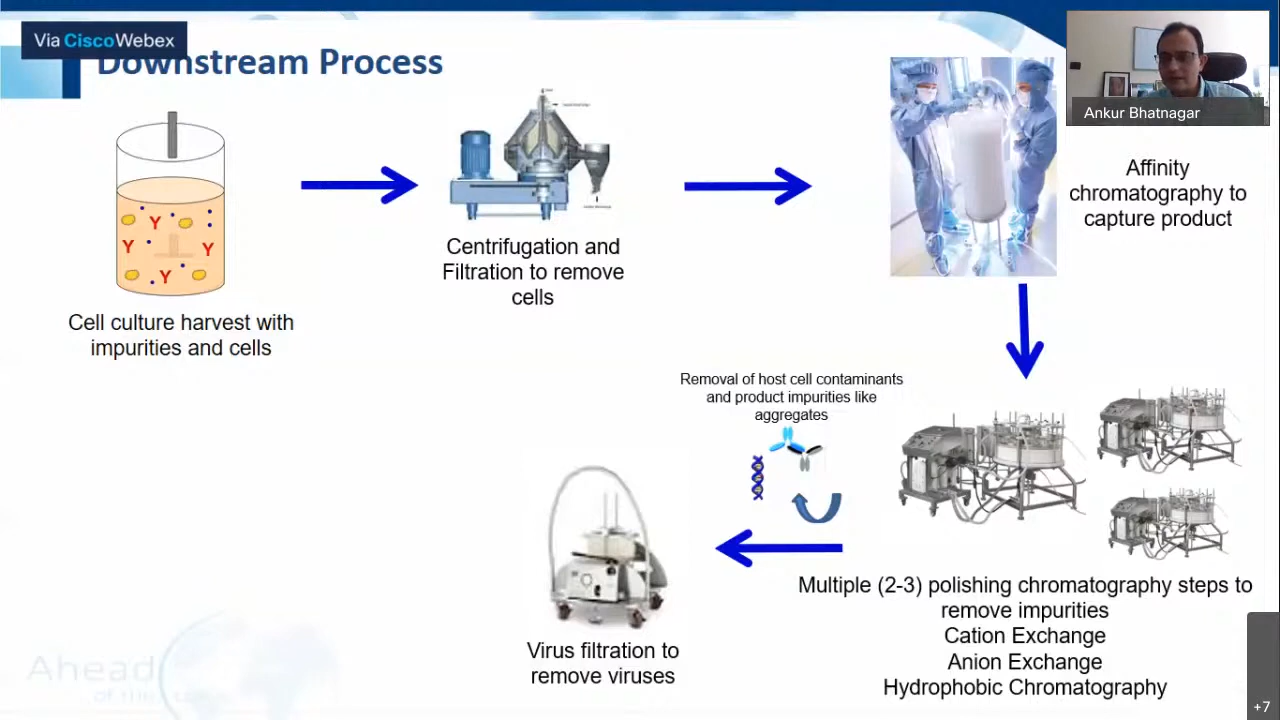 Via CiscoWebex
Downstream Process
Ankur Bhatnagar
Affinity
chromatography to
capture product
Y
Y
Y
Y
Centrifugation and
Filtration to remove
cells
Cell culture harvest with
impurities and cells
Removal of host cell contaminants
and product impurities like
aggregates
Multiple (2-3) polishing chromatography steps to
remove impurities
Cation Exchange
Anion Exchange
Hydrophobic Chromatography
Virus filtration to
remove viruses
Ahead
+7